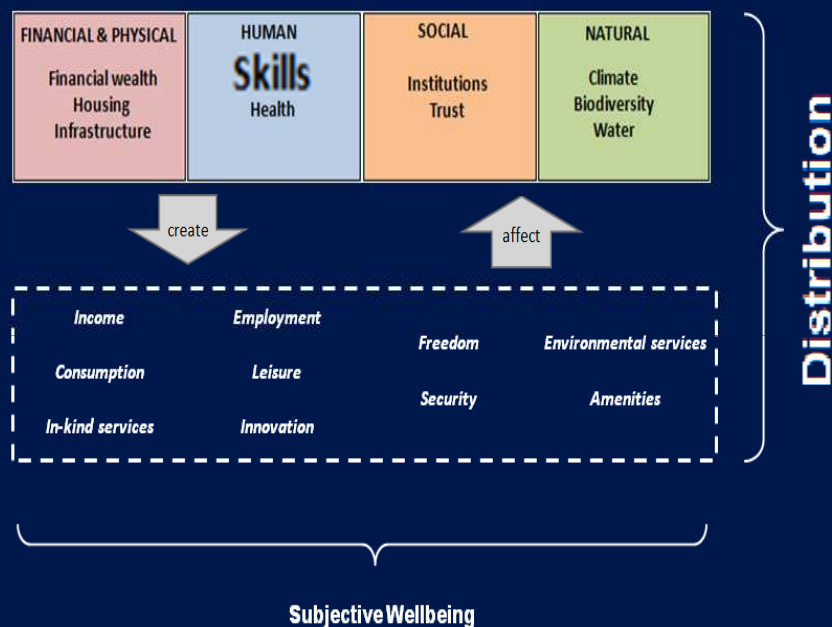 FINANCIAL & PHYSICAL
Financial wealth
Housing
Infrastructure
HUMAN
Skills
Health
SOCIAL
Institutions
Trust
NATURAL
Climate
Biodiversity
Water
create
affect
Income
Consumption
In-kind services
Employment
Leisure
Innovation
Freedom
Security
Environmental services
Amenities
Distribution
Subjective Wellbeing